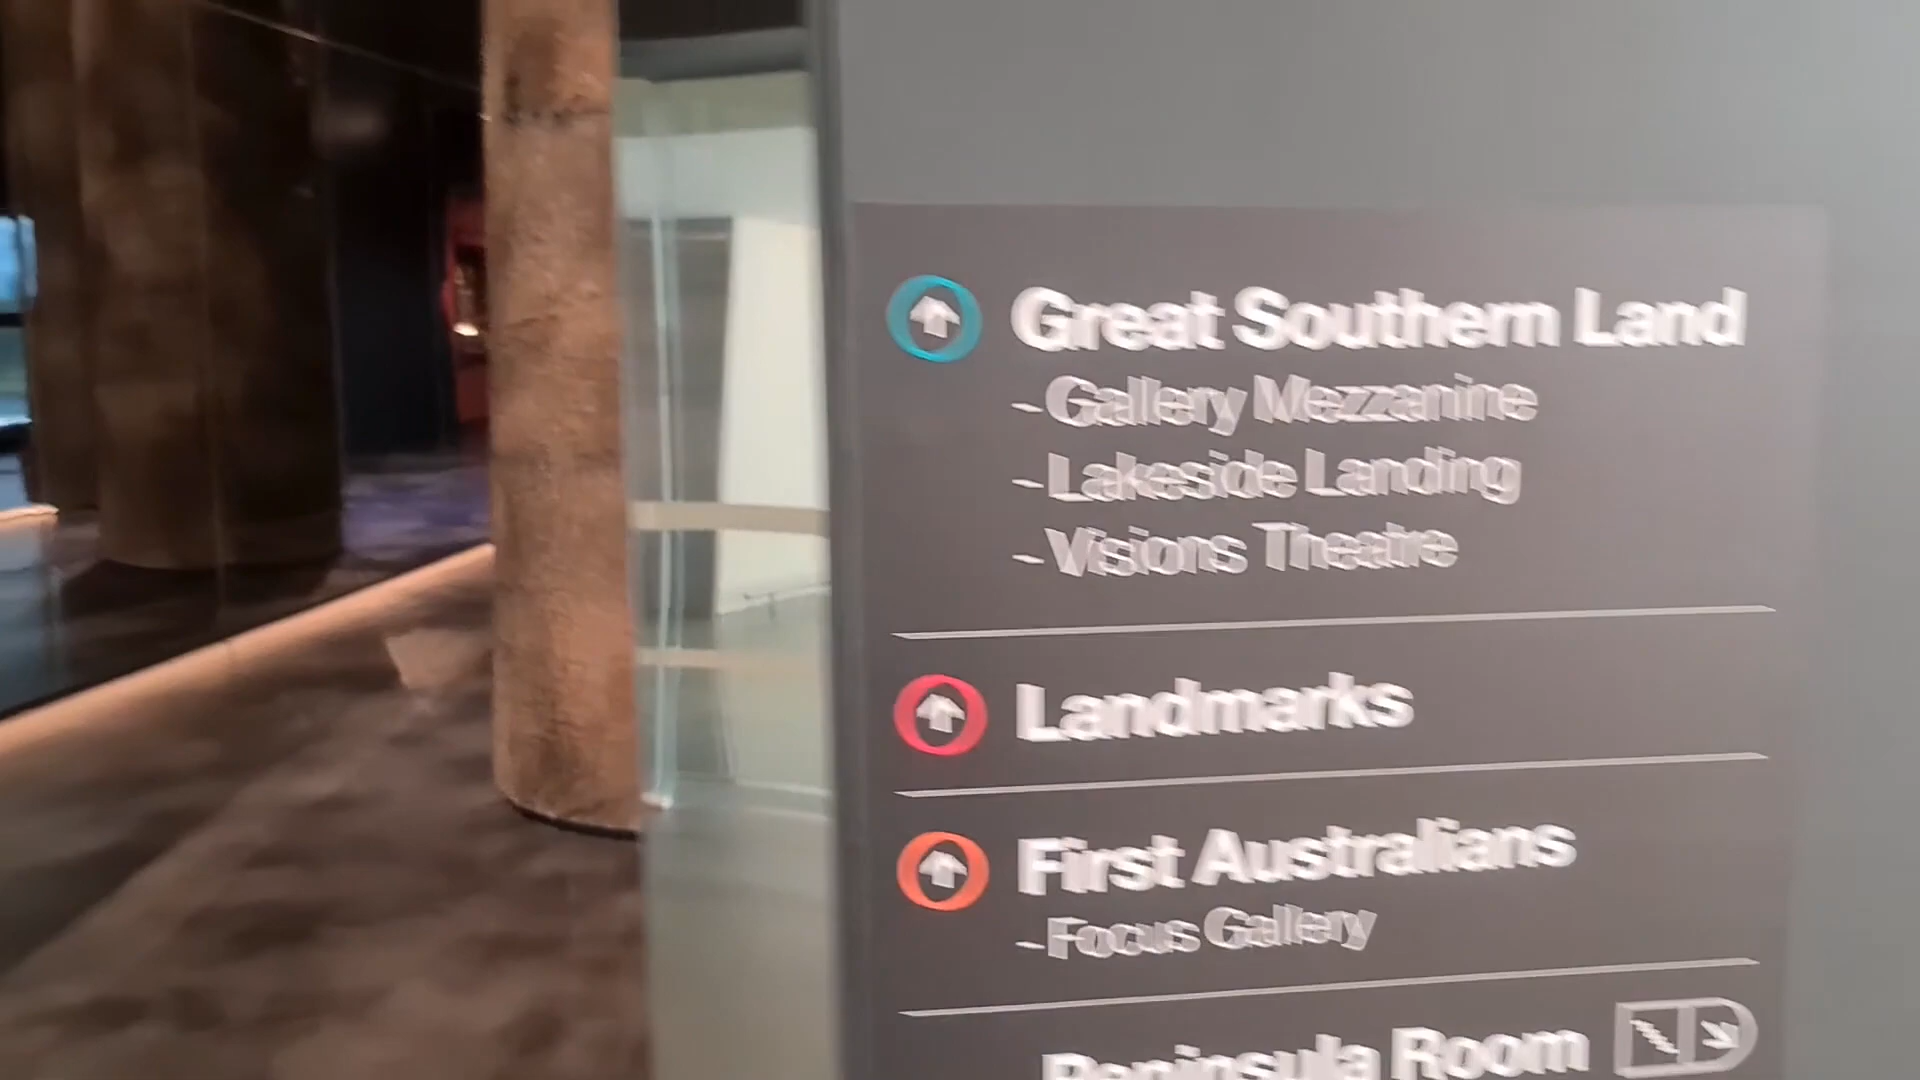 Great Southern Land
- Gallery Mezzanine
- Lakeside Landing
- Visions Theatre
Landmarks
First Australians
- Focus Gallery
Peninsula Room